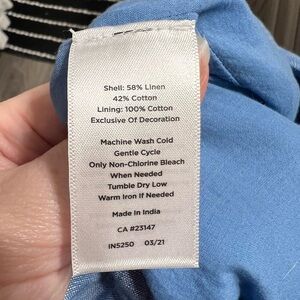 Shell: 58% Linen
42% Cotton
Lining: 100% Cotton
Exclusive Of Decoration
Machine Wash Cold
Gentle Cycle
Only Non-Chlorine Bleach
When Needed
Tumble Dry Low
Warm Iron If Needed
Made In India
CA #23147
IN5250 03/21